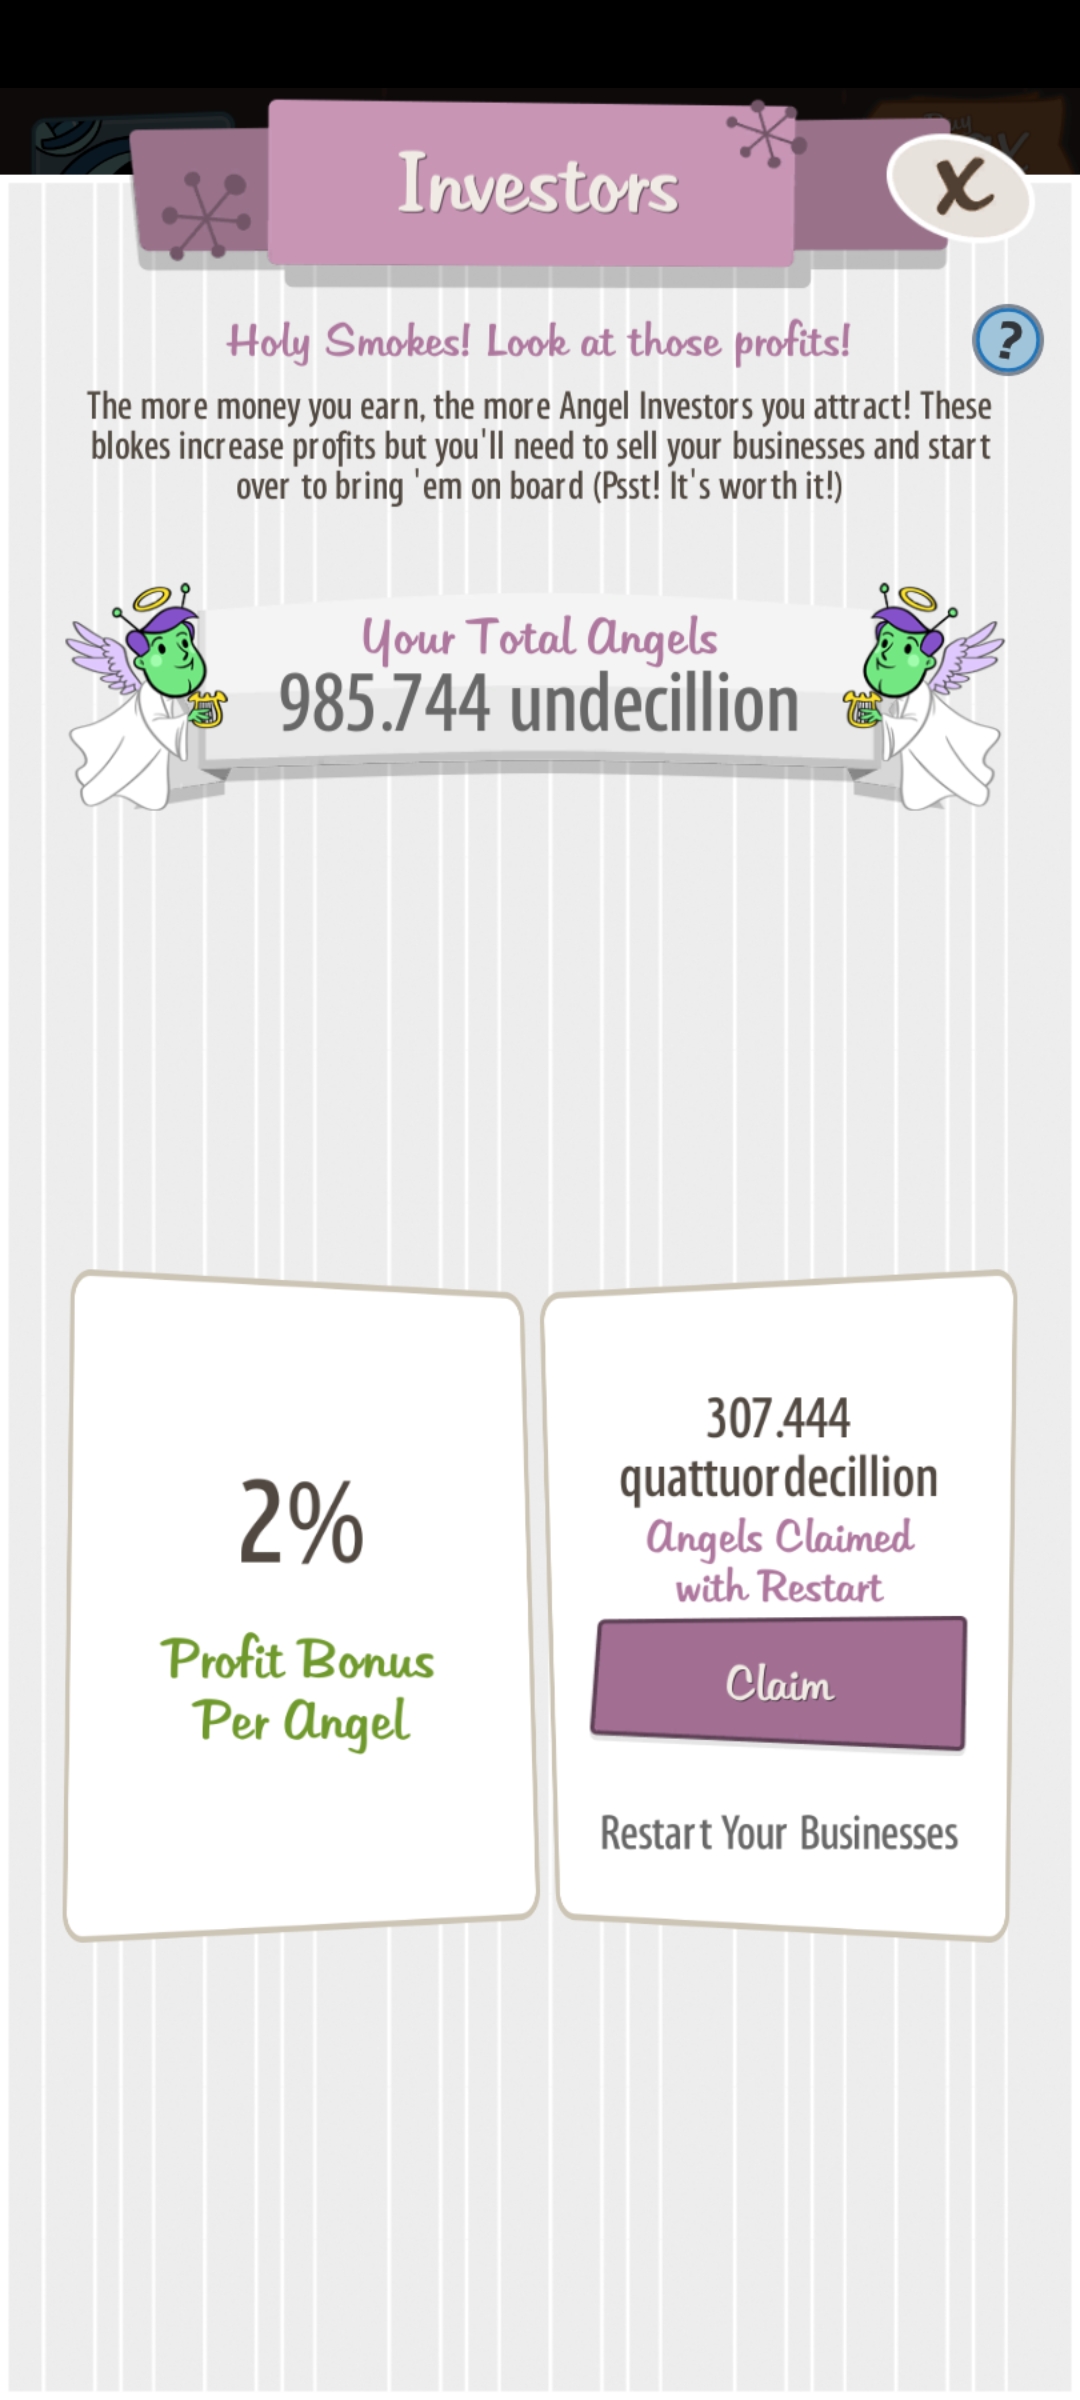 Investors
X
Holy Smokes! Look at those profits!
?
The more money you earn, the more Angel Investors you attract! These
blokes increase profits but you'll need to sell your businesses and start
over to bring 'em on board (Psst! It's worth it!)
Your Total Angels
985.744 undecillion
2%
Profit Bonus
Per Angel
307.444
quattuordecillion
Angels Claimed
with Restart
Claim
Restart Your Businesses